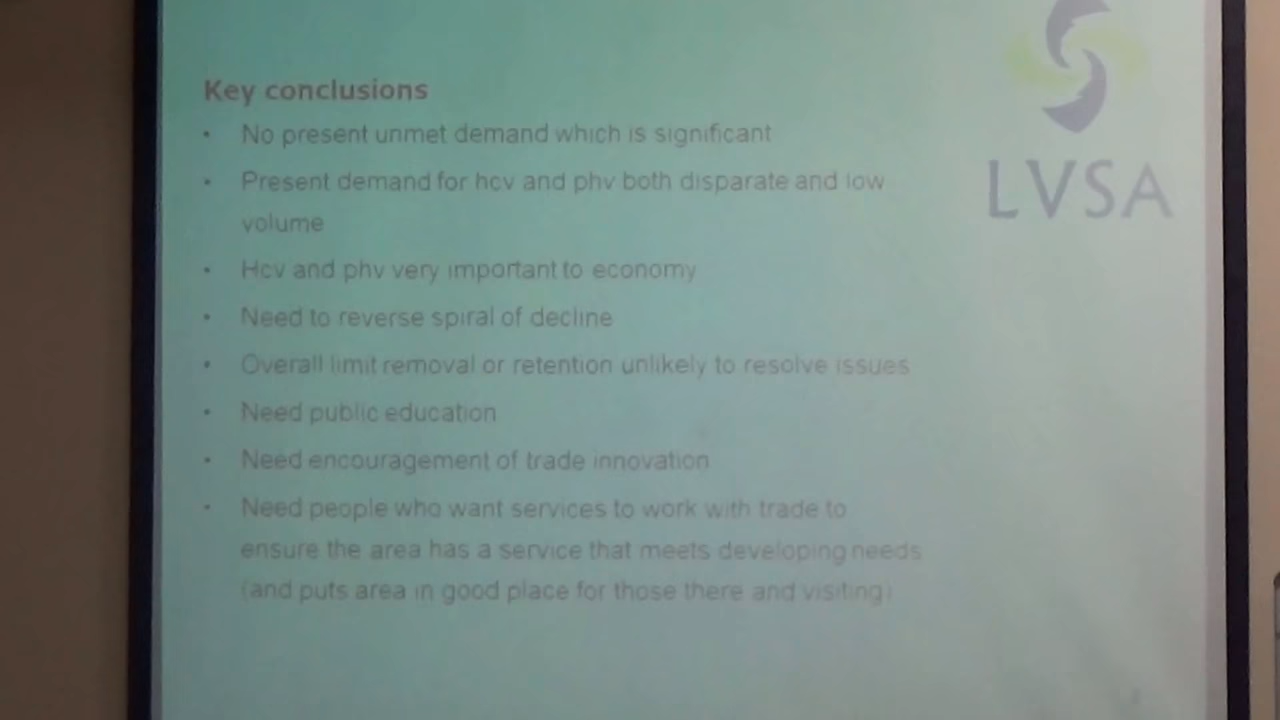 Key conclusions
• No present unmet demand which is significant
• Present demand for hcv and phv both disparate and low
volume
• Hcv and phv very important to economy
• Need to reverse spiral of decline
• Overall limit removal or retention unlikely to resolve issues
• Need public education
• Need encouragement of trade innovation
• Need people who want services to work with trade to
ensure the area has a service that meets developing needs
(and puts area in good place for those there and visiting)
LVSA